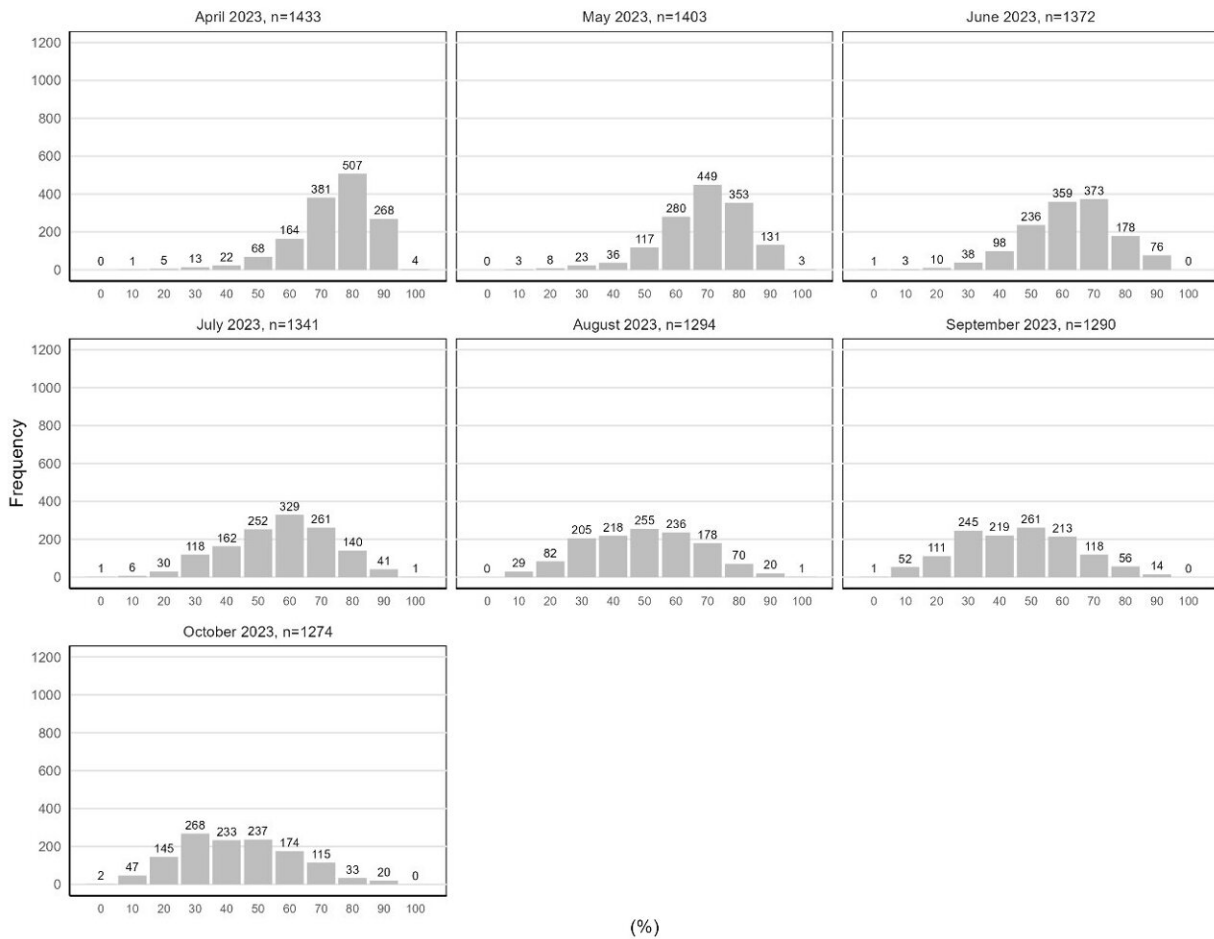 April 2023, n=1433
May 2023, n=1403
June 2023, n=1372
1200
1000
800
600
400
200
0
0 1 5 13 22 68 164 381 507 268 4
0 3 8 23 36 117 280 449 353 131 3
1 3 10 38 98 236 359 373 178 76 0
0 10 20 30 40 50 60 70 80 90 100
0 10 20 30 40 50 60 70 80 90 100
0 10 20 30 40 50 60 70 80 90 100
July 2023, n=1341
August 2023, n=1294
September 2023, n=1290
Frequency
1200
1000
800
600
400
200
0
1 6 30 118 162 252 329 261 140 41 1
0 29 82 205 218 255 236 178 70 20 1
1 52 111 245 219 261 213 118 56 14 0
0 10 20 30 40 50 60 70 80 90 100
0 10 20 30 40 50 60 70 80 90 100
0 10 20 30 40 50 60 70 80 90 100
October 2023, n=1274
1200
1000
800
600
400
200
0
2 47 145 268 233 237 174 115 33 20 0
0 10 20 30 40 50 60 70 80 90 100
(%)